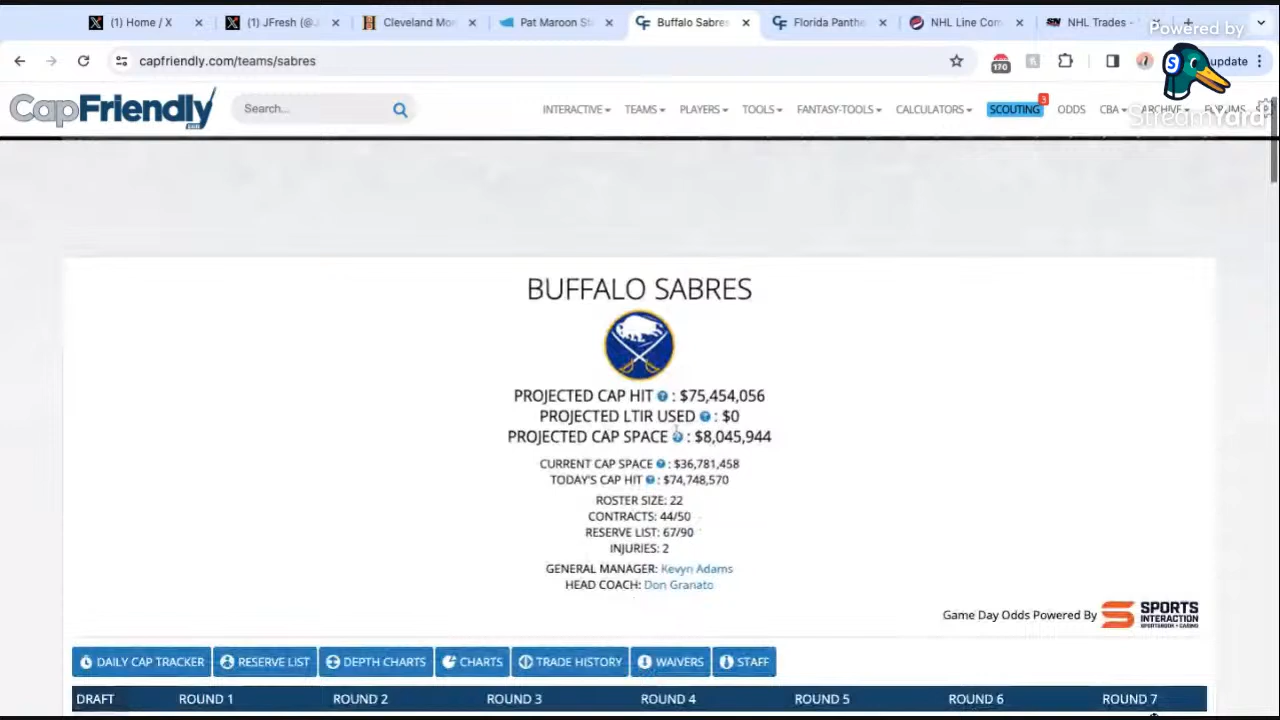 (1) Home / X
(1) JFresh (@J
Cleveland Mo
Pat Maroon St
Buffalo Sabres
Florida Panthe
NHL Line Com
NHL Trades -
Powered by
capfriendly.com/teams/sabres
170
update
StreamYard
CapFriendly
Search...
INTERACTIVE
TEAMS
PLAYERS
TOOLS
FANTASY-TOOLS
CALCULATORS
SCOUTING
3
ODDS
CBA
ARCHIVE
FORUMS
BUFFALO SABRES
PROJECTED CAP HIT ? : $75,454,056
PROJECTED LTIR USED ? : $0
PROJECTED CAP SPACE ? : $8,045,944
CURRENT CAP SPACE ? : $36,781,458
TODAY'S CAP HIT ? : $74,748,570
ROSTER SIZE: 22
CONTRACTS: 44/50
RESERVE LIST: 67/90
INJURIES: 2
GENERAL MANAGER: Kevyn Adams
HEAD COACH: Don Granato
Game Day Odds Powered By
SPORTS
INTERACTION
DAILY CAP TRACKER
RESERVE LIST
DEPTH CHARTS
CHARTS
TRADE HISTORY
WAIVERS
STAFF
DRAFT
ROUND 1
ROUND 2
ROUND 3
ROUND 4
ROUND 5
ROUND 6
ROUND 7